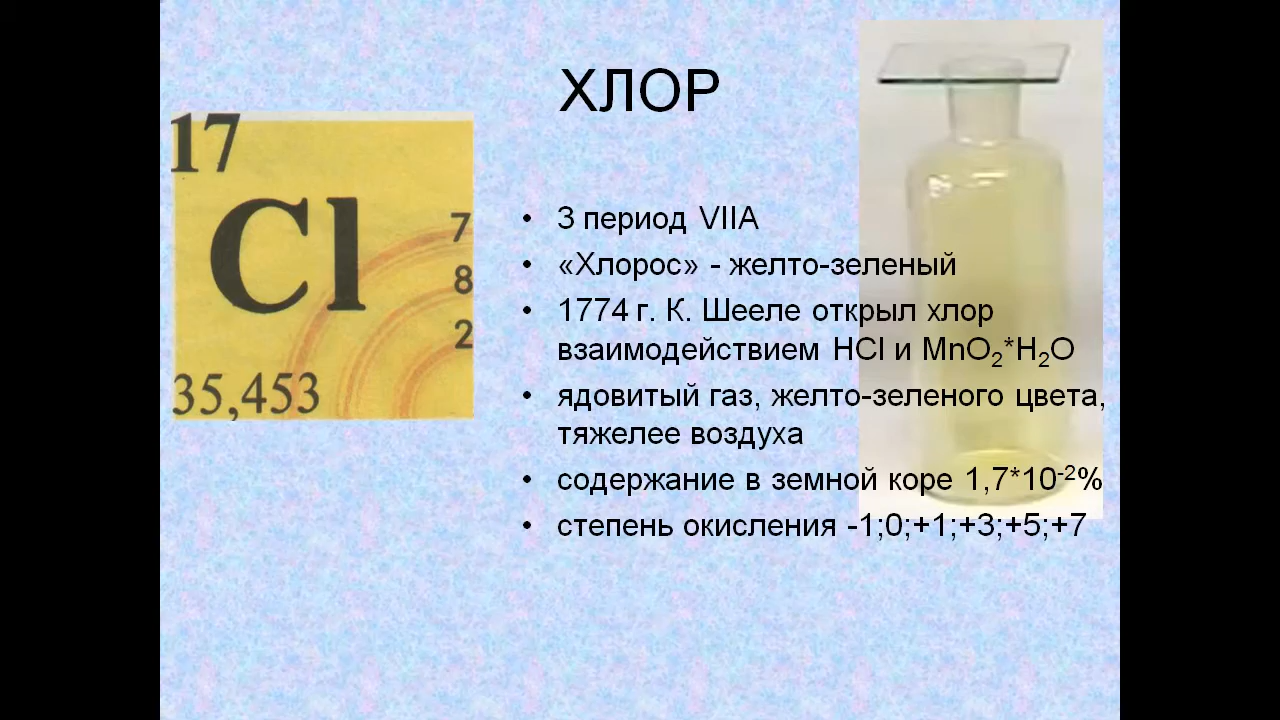 ХЛОР
17
Cl
7
8
2
35,453
• 3 период VIIA
• «Хлорос» - желто-зеленый
• 1774 г. К. Шееле открыл хлор
взаимодействием HCl и MnO₂*H₂O
• ядовитый газ, желто-зеленого цвета,
тяжелее воздуха
• содержание в земной коре 1,7*10⁻²%
• степень окисления -1;0;+1;+3;+5;+7